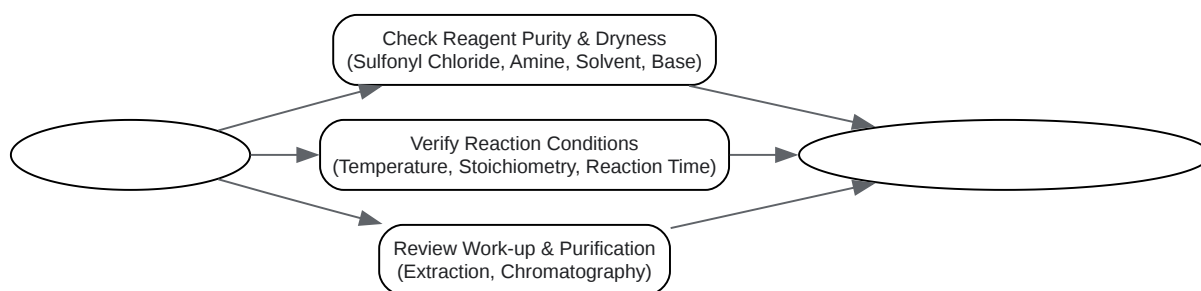 Check Reagent Purity & Dryness
(Sulfonyl Chloride, Amine, Solvent, Base)
Verify Reaction Conditions
(Temperature, Stoichiometry, Reaction Time)
Review Work-up & Purification
(Extraction, Chromatography)